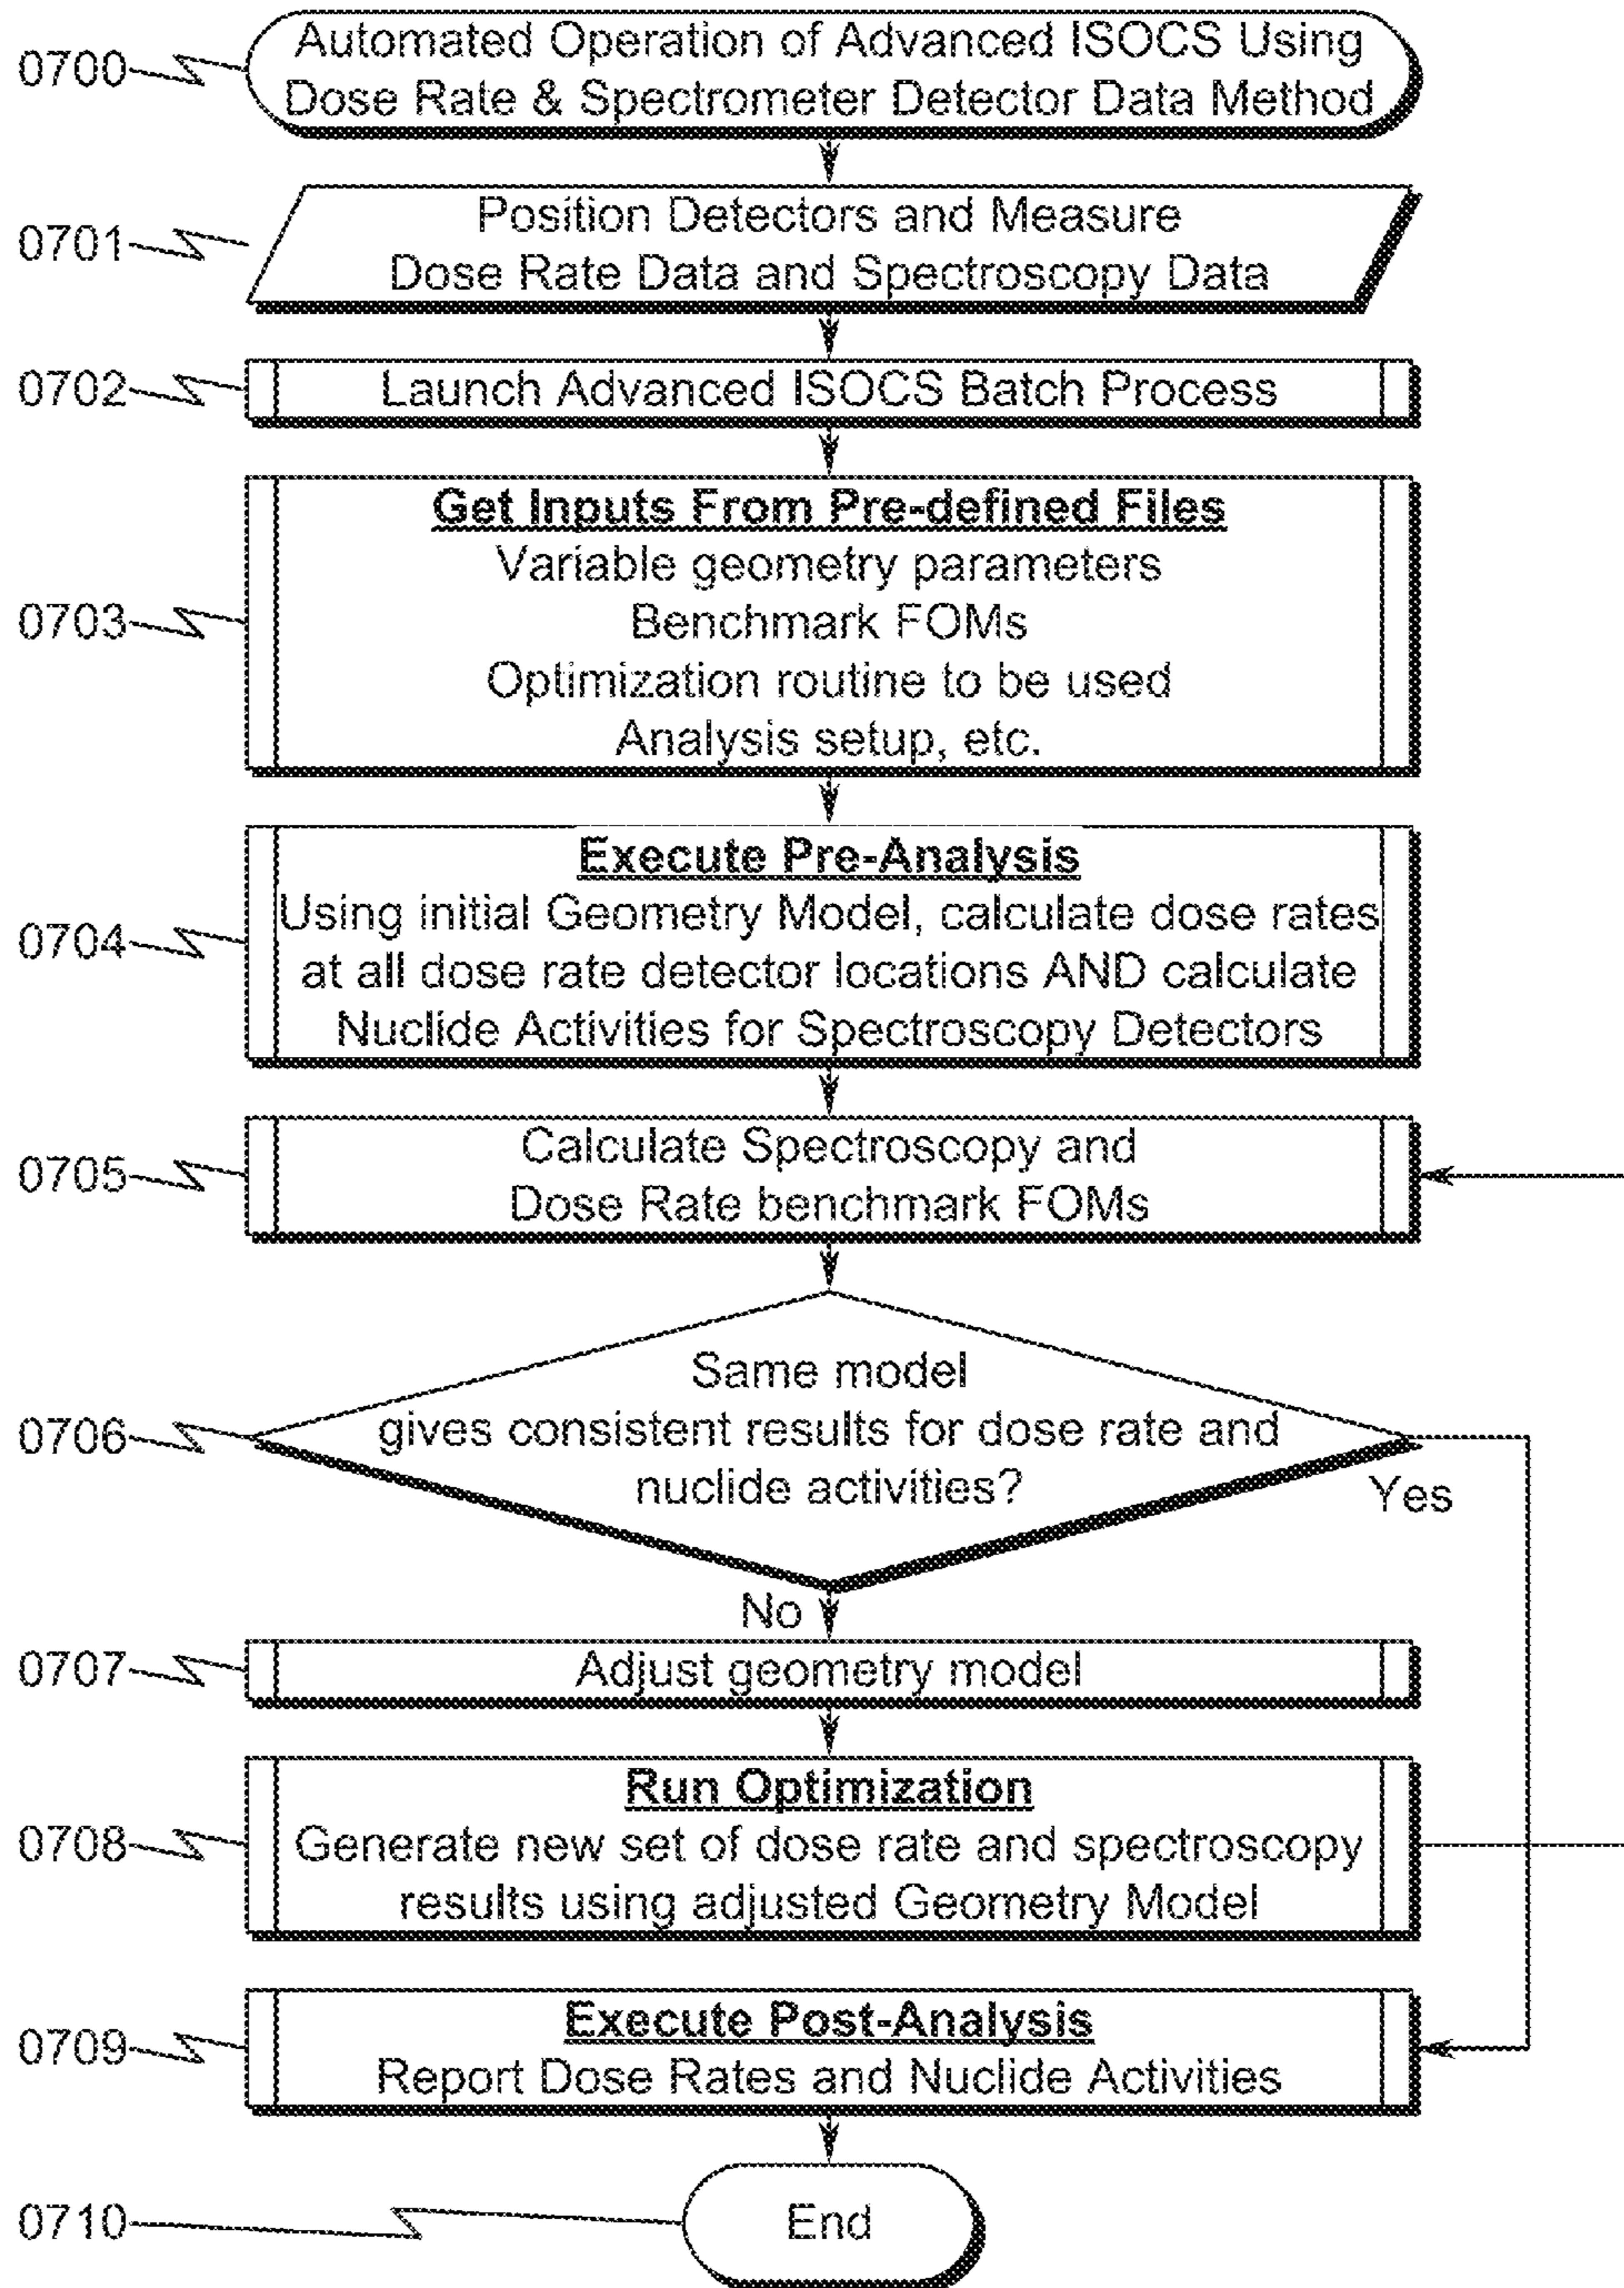 0700
Automated Operation of Advanced ISOCS Using
Dose Rate & Spectrometer Detector Data Method
0701
Position Detectors and Measure
Dose Rate Data and Spectroscopy Data
0702
Launch Advanced ISOCS Batch Process
0703
Get Inputs From Pre-defined Files
Variable geometry parameters
Benchmark FOMs
Optimization routine to be used
Analysis setup, etc.
0704
Execute Pre-Analysis
Using initial Geometry Model, calculate dose rates
at all dose rate detector locations AND calculate
Nuclide Activities for Spectroscopy Detectors
0705
Calculate Spectroscopy and
Dose Rate benchmark FOMs
0706
Same model
gives consistent results for dose rate and
nuclide activities?
Yes
No
0707
Adjust geometry model
0708
Run Optimization
Generate new set of dose rate and spectroscopy
results using adjusted Geometry Model
0709
Execute Post-Analysis
Report Dose Rates and Nuclide Activities
0710
End